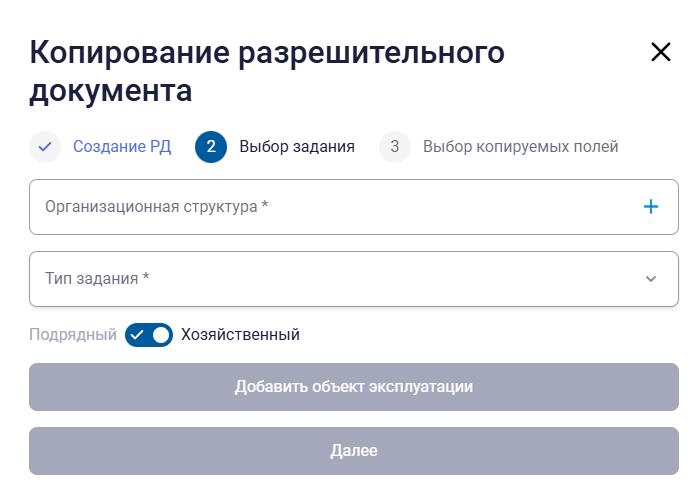 Копирование разрешительного
документа
Создание РД 2 Выбор задания 3 Выбор копируемых полей
Организационная структура *
Тип задания *
Подрядный Хозяйственный
Добавить объект эксплуатации
Далее